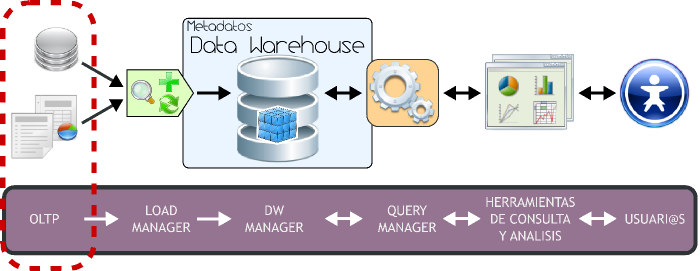 Metadatos
Data Warehouse
OLTP
LOAD
MANAGER
DW
MANAGER
QUERY
MANAGER
HERRAMIENTAS
DE CONSULTA
Y ANALISIS
USUARI@S